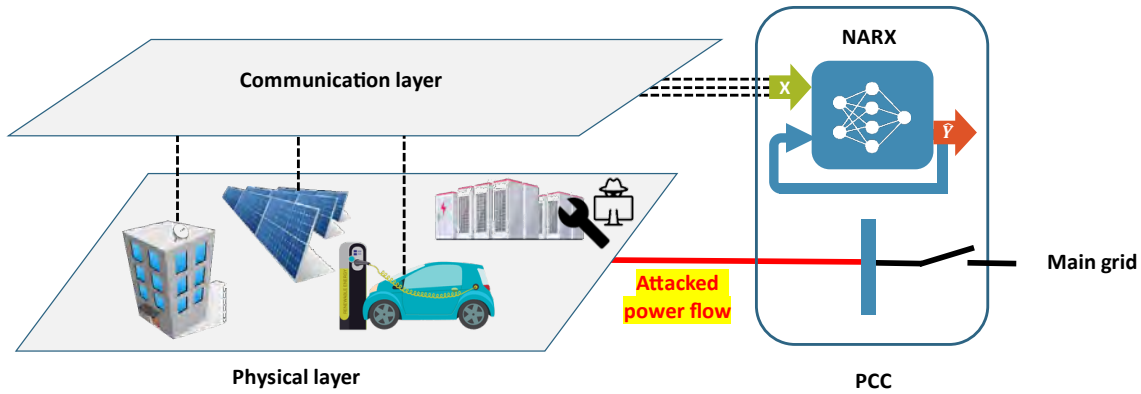 NARX
Communication layer
X
Ŷ
Attacked
power flow
Main grid
Physical layer
PCC